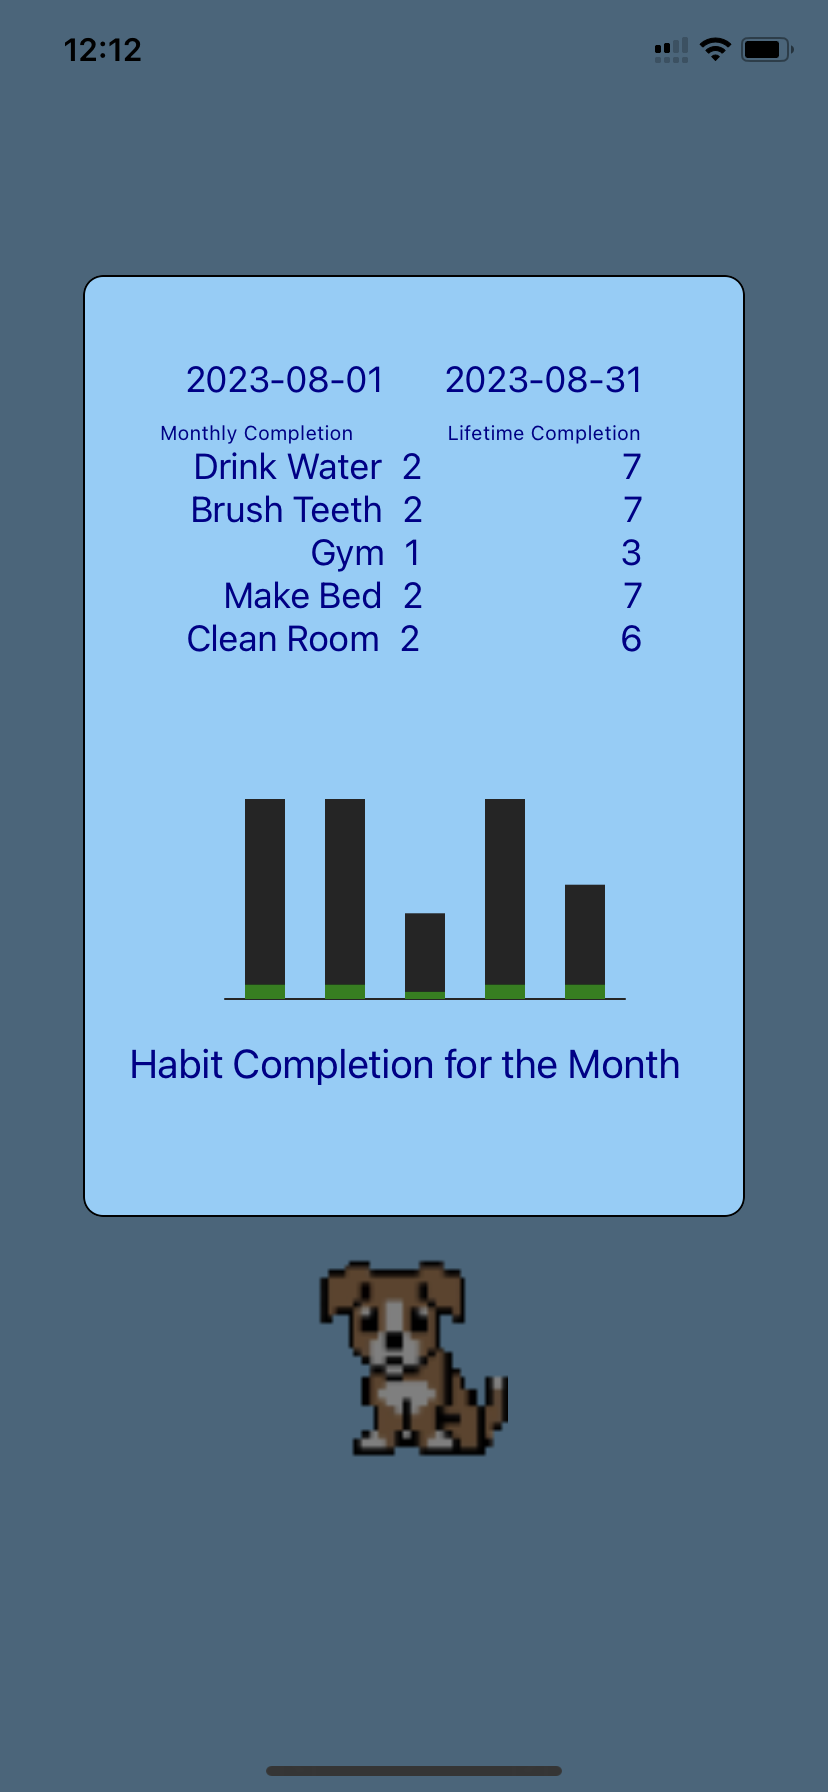 12:12
2023-08-01 2023-08-31
Monthly Completion Lifetime Completion
Drink Water 2 7
Brush Teeth 2 7
Gym 1 3
Make Bed 2 7
Clean Room 2 6
Habit Completion for the Month